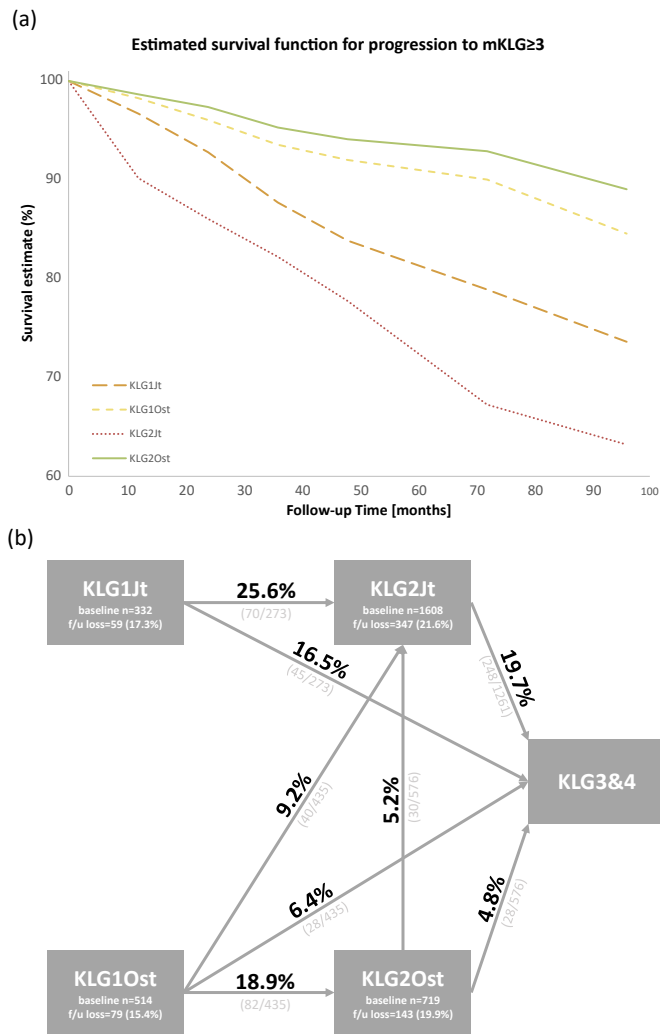 (a)
Estimated survival function for progression to mKLG≥3
Survival estimate (%)
100
90
80
70
60
KLG1Jt
KLG1Ost
KLG2Jt
KLG2Ost
0 10 20 30 40 50 60 70 80 90 100
Follow-up Time [months]
(b)
KLG1Jt
baseline n=332
f/u loss=59 (17.3%)
25.6%
(70/273)
KLG2Jt
baseline n=1608
f/u loss=347 (21.6%)
16.5%
(45/273)
19.7%
(248/1261)
KLG3&4
9.2%
(40/435)
5.2%
(30/576)
6.4%
(28/435)
4.8%
(28/576)
KLG1Ost
baseline n=514
f/u loss=79 (15.4%)
18.9%
(82/435)
KLG2Ost
baseline n=719
f/u loss=143 (19.9%)